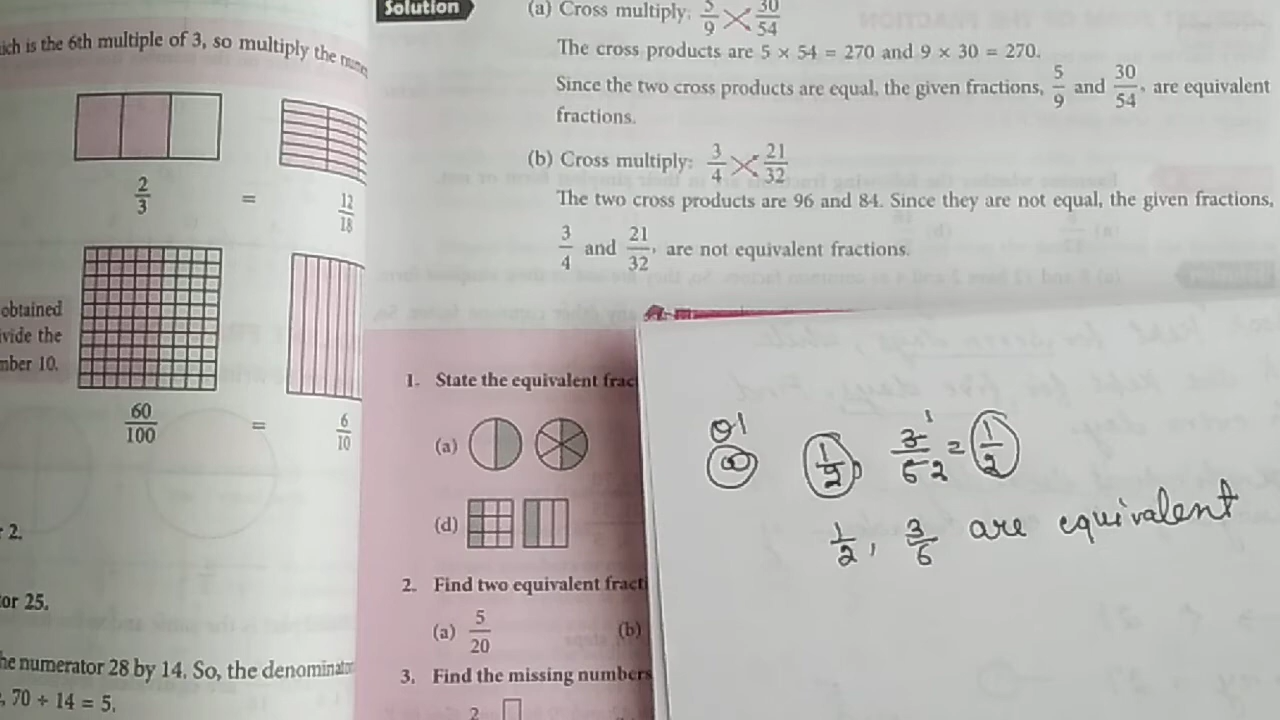 ich is the 6th multiple of 3, so multiply the
2/3 = 12/18
obtained
vide the
mber 10.
60/100 = 6/10
2.
or 25.
he numerator 28 by 14. So, the
, 70 ÷ 14 = 5.
Solution
(a) Cross multiply: 5/9 30/54
The cross products are 5 × 54 = 270 and 9 × 30 = 270.
Since the two cross products are equal, the given fractions, 5/9 and 30/54, are equivalent
fractions.
(b) Cross multiply: 3/4 21/32
The two cross products are 96 and 84. Since they are not equal, the given fractions,
3/4 and 21/32, are not equivalent fractions.
1. State the equivalent frac
(a)
(d)
2. Find two equivalent fract
(a) 5/20 (b)
3. Find the missing numbers
2
Q1
(a) 1/2, 3/6 1 2 = 1/2
1/2, 3/6 are equivalent